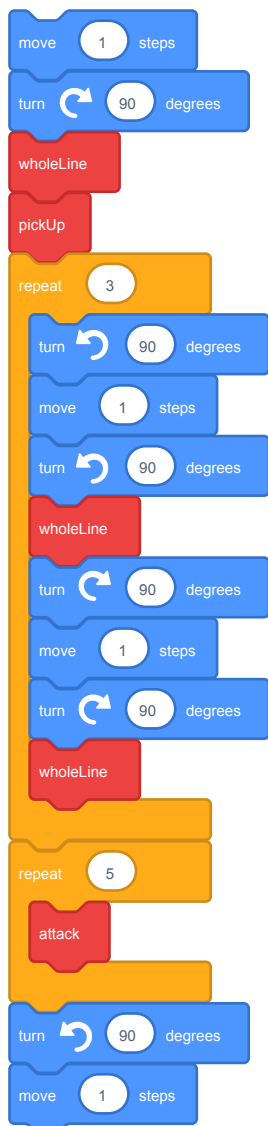 move 1 steps
turn 90 degrees
wholeLine
pickUp
repeat 3
turn 90 degrees
move 1 steps
turn 90 degrees
wholeLine
turn 90 degrees
move 1 steps
turn 90 degrees
wholeLine
repeat 5
attack
turn 90 degrees
move 1 steps